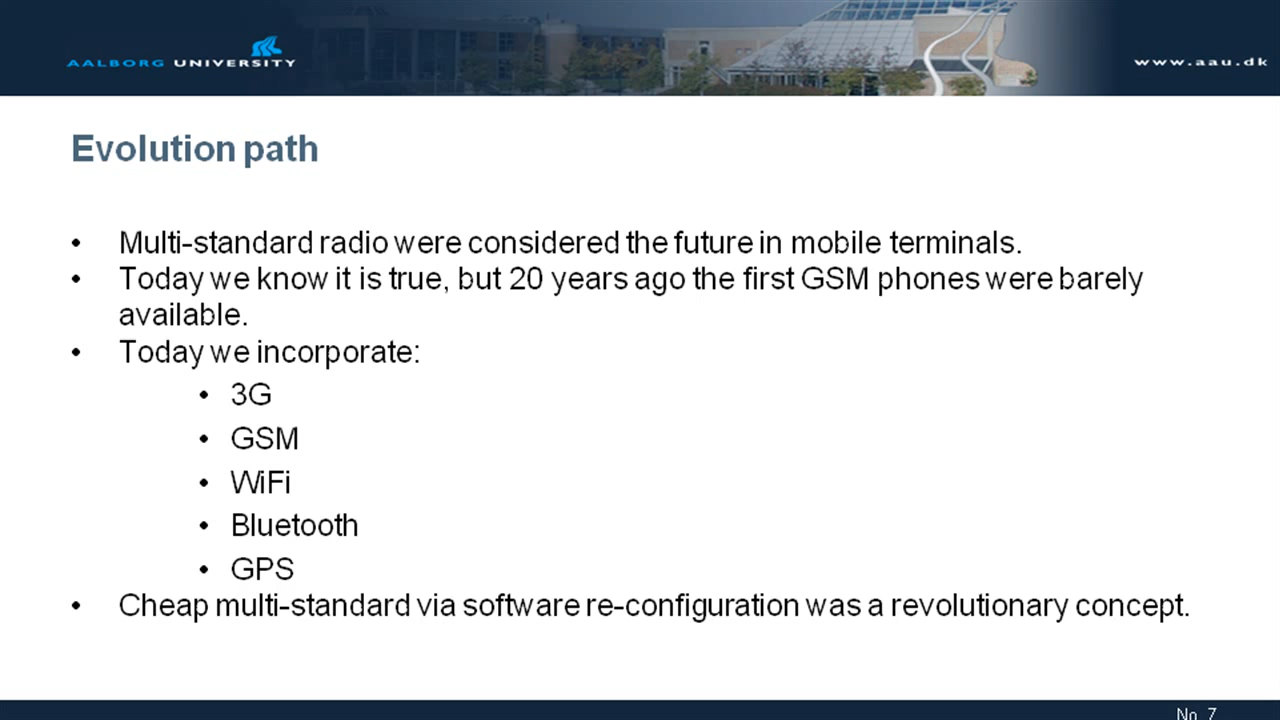 AALBORG UNIVERSITY
www.aau.dk
Evolution path
• Multi-standard radio were considered the future in mobile terminals.
• Today we know it is true, but 20 years ago the first GSM phones were barely
available.
• Today we incorporate:
• 3G
• GSM
• WiFi
• Bluetooth
• GPS
• Cheap multi-standard via software re-configuration was a revolutionary concept.
No. 7